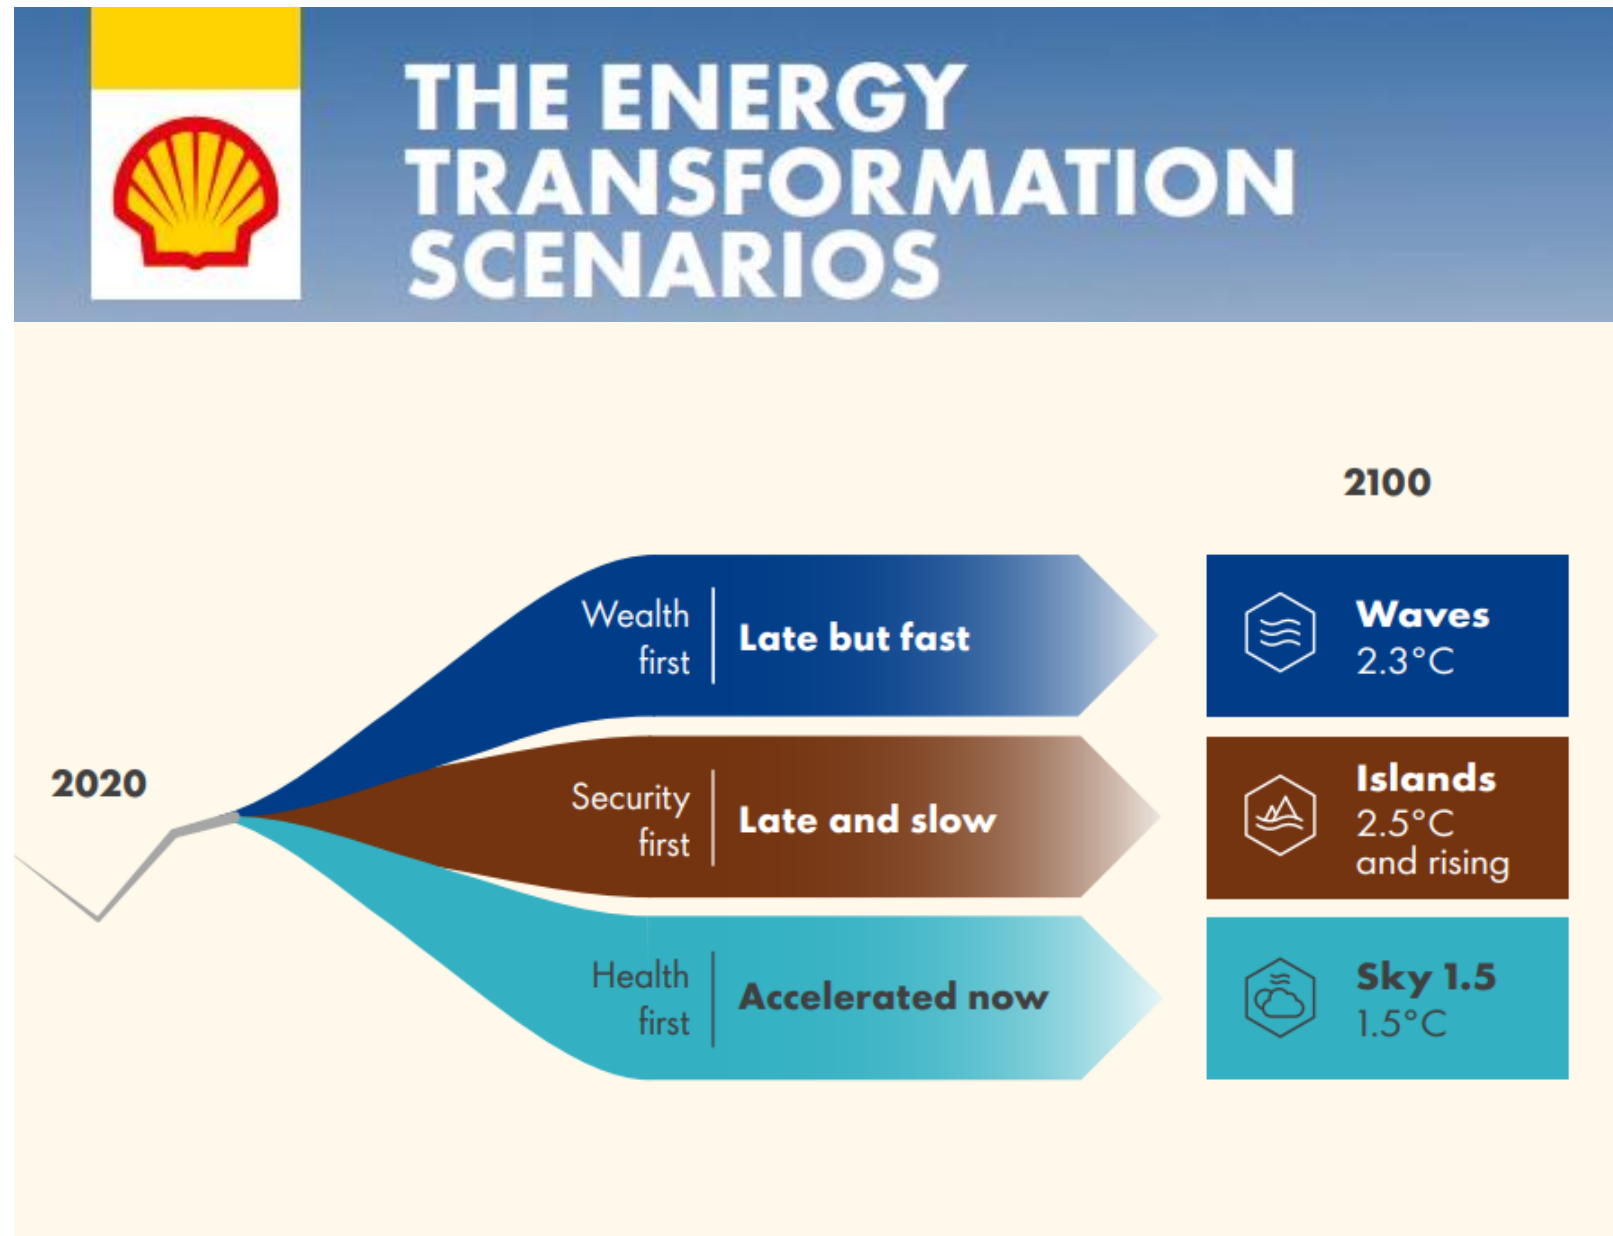 THE ENERGY
TRANSFORMATION
SCENARIOS
2100
2020
Wealth
first
Late but fast
Waves
2.3°C
Security
first
Late and slow
Islands
2.5°C
and rising
Health
first
Accelerated now
Sky 1.5
1.5°C